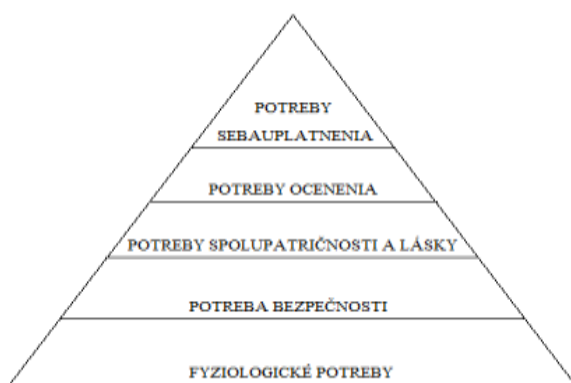 POTREBY
SEBAUPLATNENIA
POTREBY OCENENIA
POTREBY SPOLUPATRIČNOSTI A LÁSKY
POTREBA BEZPEČNOSTI
FYZIOLOGICKÉ POTREBY